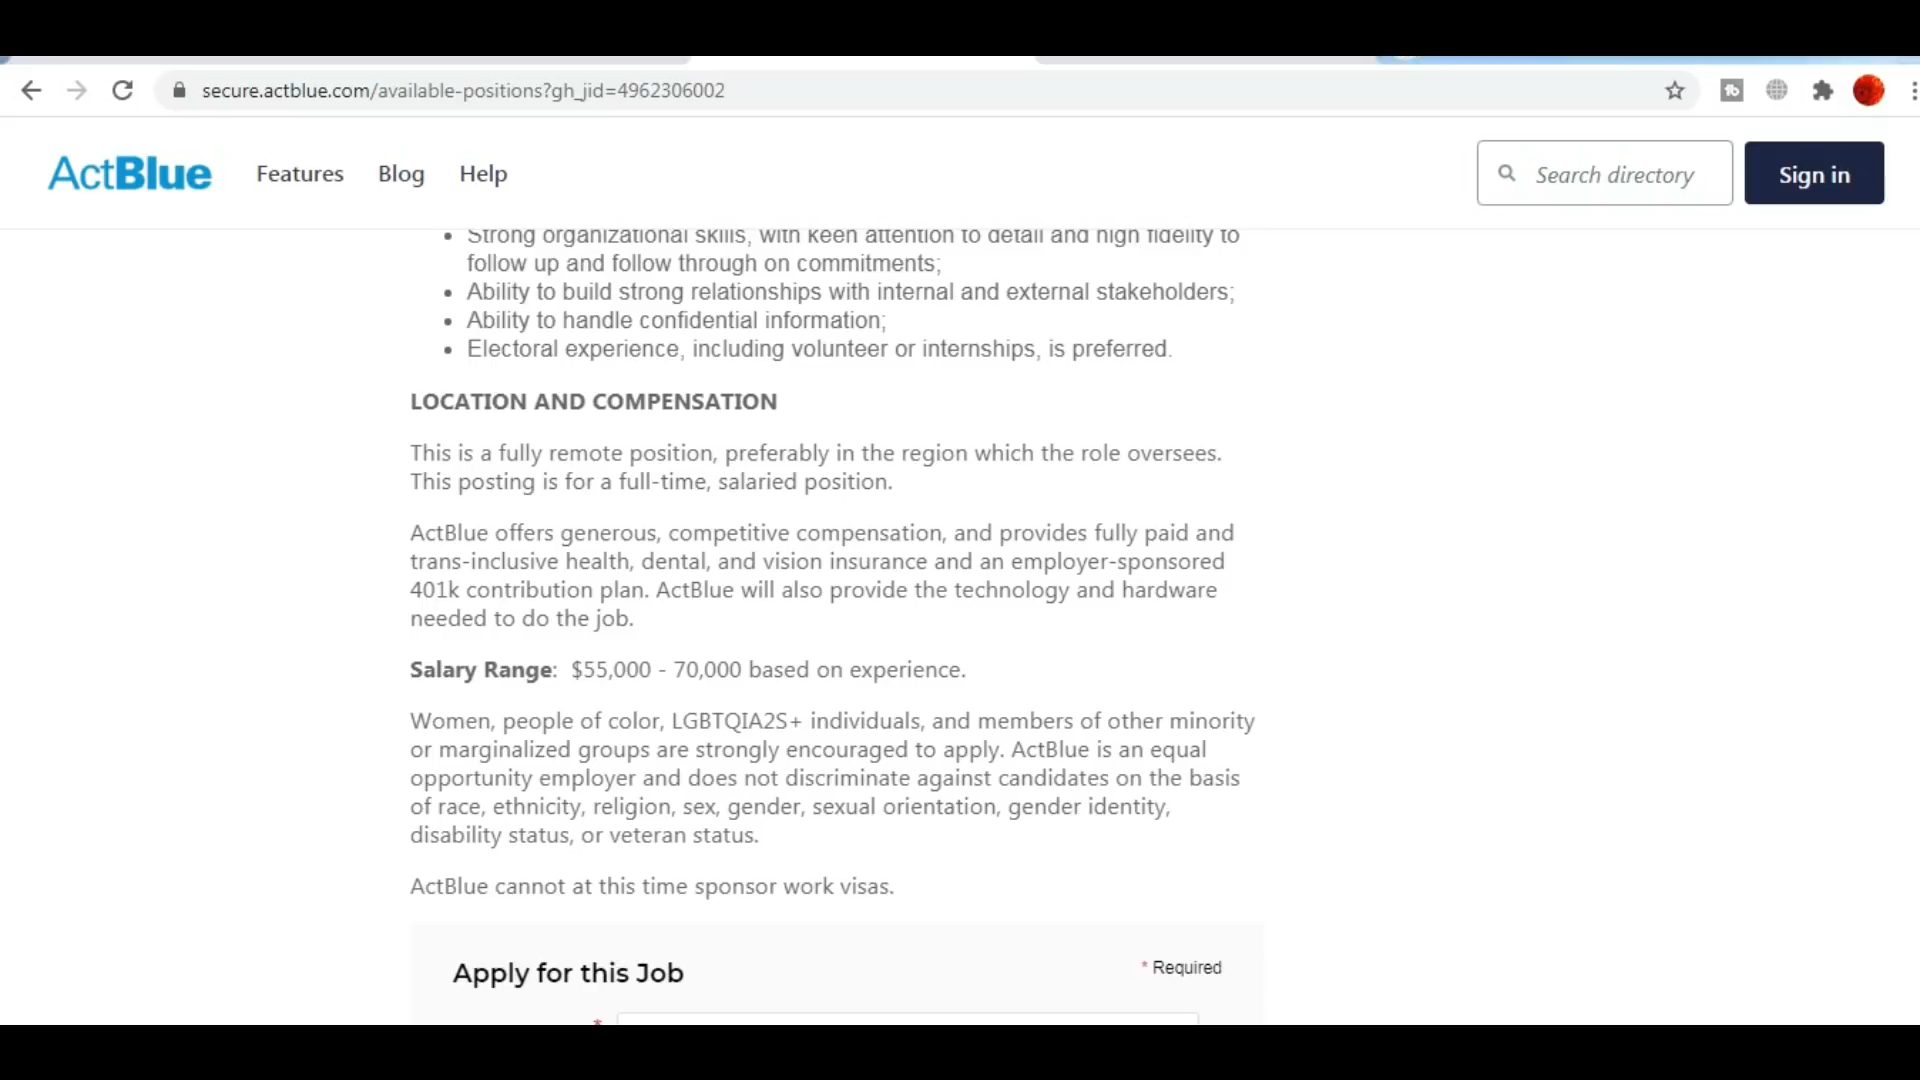 secure.actblue.com/available-positions?gh_jid=4962306002
ActBlue Features Blog Help Search directory Sign in
Strong organizational skills, with keen attention to detail and high fidelity to
follow up and follow through on commitments;
Ability to build strong relationships with internal and external stakeholders;
Ability to handle confidential information;
Electoral experience, including volunteer or internships, is preferred.
LOCATION AND COMPENSATION
This is a fully remote position, preferably in the region which the role oversees.
This posting is for a full-time, salaried position.
ActBlue offers generous, competitive compensation, and provides fully paid and
trans-inclusive health, dental, and vision insurance and an employer-sponsored
401k contribution plan. ActBlue will also provide the technology and hardware
needed to do the job.
Salary Range:  $55,000 - 70,000 based on experience.
Women, people of color, LGBTQIA2S+ individuals, and members of other minority
or marginalized groups are strongly encouraged to apply. ActBlue is an equal
opportunity employer and does not discriminate against candidates on the basis
of race, ethnicity, religion, sex, gender, sexual orientation, gender identity,
disability status, or veteran status.
ActBlue cannot at this time sponsor work visas.
Apply for this Job * Required
*